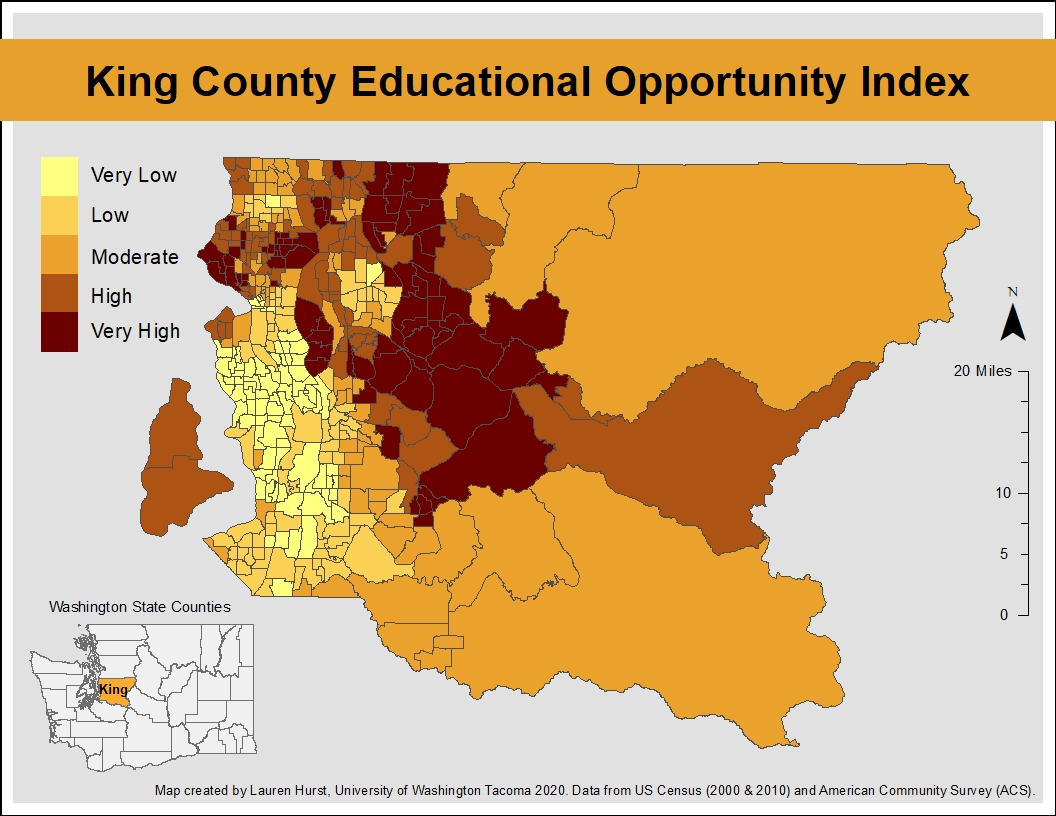 King County Educational Opportunity Index
Very Low
Low
Moderate
High
Very High
N
20 Miles
10
5
0
Washington State Counties
King
Map created by Lauren Hurst, University of Washington Tacoma 2020. Data from US Census (2000 & 2010) and American Community Survey (ACS).